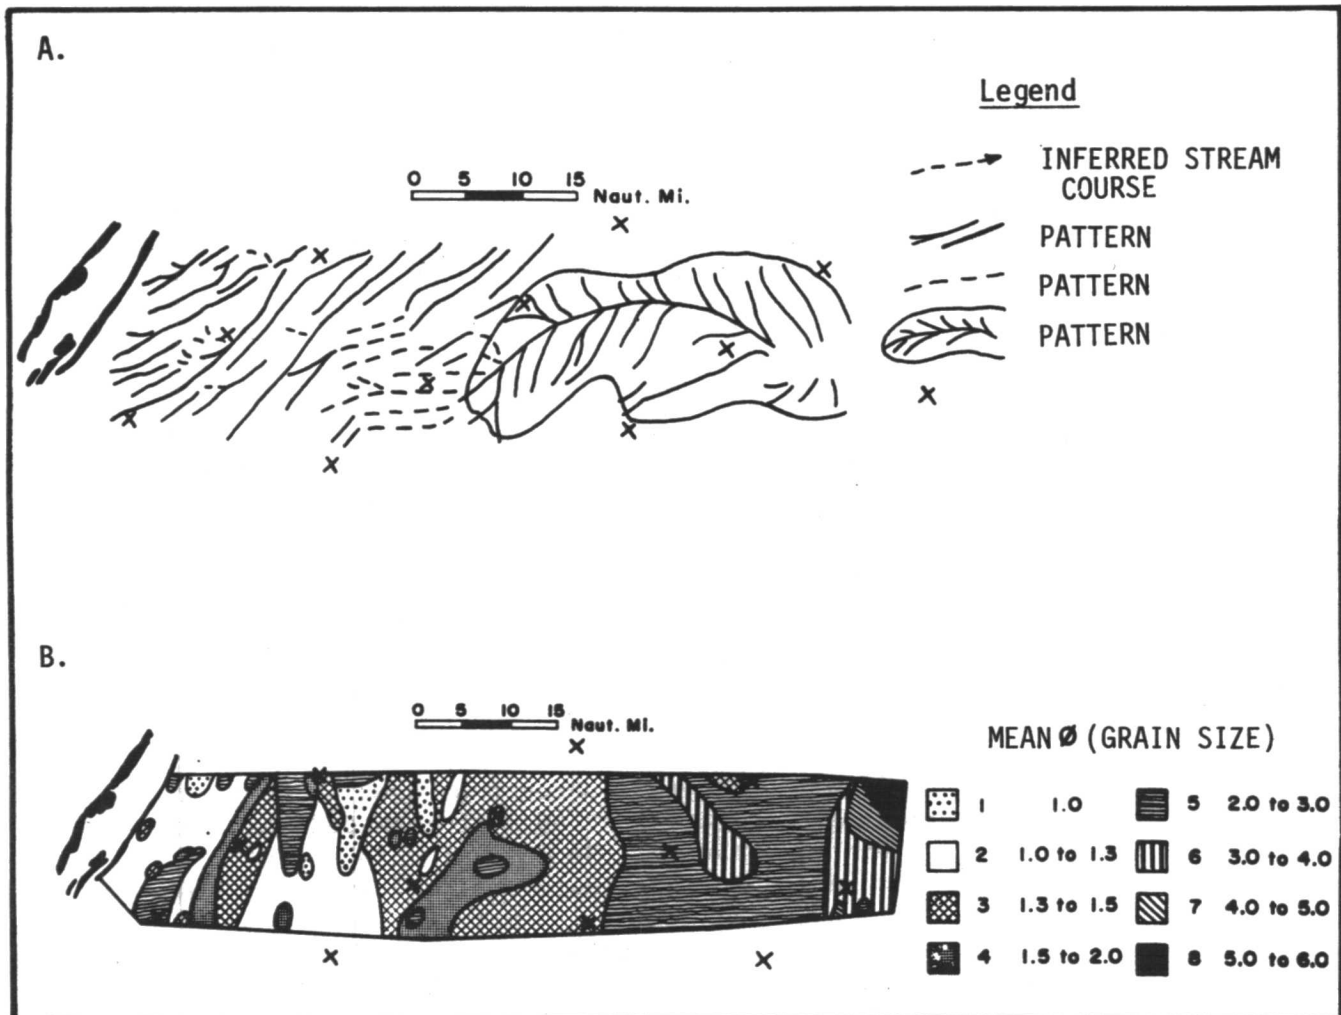 A.
Legend
INFERRED STREAM
COURSE
PATTERN
PATTERN
PATTERN
0 5 10 15
Naut. Mi.
B.
0 5 10 15
Naut. Mi.
MEAN Ø (GRAIN SIZE)
1 1.0
2 1.0 to 1.3
3 1.3 to 1.5
4 1.5 to 2.0
5 2.0 to 3.0
6 3.0 to 4.0
7 4.0 to 5.0
8 5.0 to 6.0